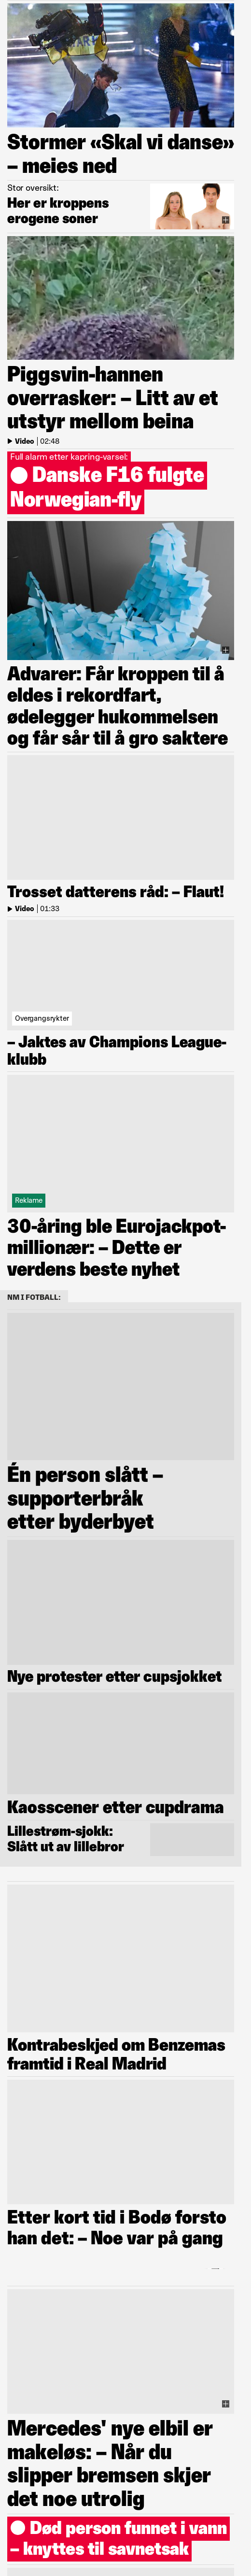 Stormer «Skal vi danse»
– meies ned
Stor oversikt:
Her er kroppens
erogene soner
Piggsvin-hannen
overrasker: – Litt av et
utstyr mellom beina
Video | 02:48
Full alarm etter kapring-varsel:
Danske F16 fulgte
Norwegian-fly
Advarer: Får kroppen til å
eldes i rekordfart,
ødelegger hukommelsen
og får sår til å gro saktere
Trosset datterens råd: – Flaut!
Video | 01:33
Overgangsrykter
– Jaktes av Champions League-
klubb
Reklame
30-åring ble Eurojackpot-
millionær: – Dette er
verdens beste nyhet
NM I FOTBALL:
Én person slått –
supporterbråk
etter byderbyet
Nye protester etter cupsjokket
Kaosscener etter cupdrama
Lillestrøm-sjokk:
Slått ut av lillebror
Kontrabeskjed om Benzemas
framtid i Real Madrid
Etter kort tid i Bodø forsto
han det: – Noe var på gang
Mercedes' nye elbil er
makeløs: – Når du
slipper bremsen skjer
det noe utrolig
Død person funnet i vann
– knyttes til savnetsak